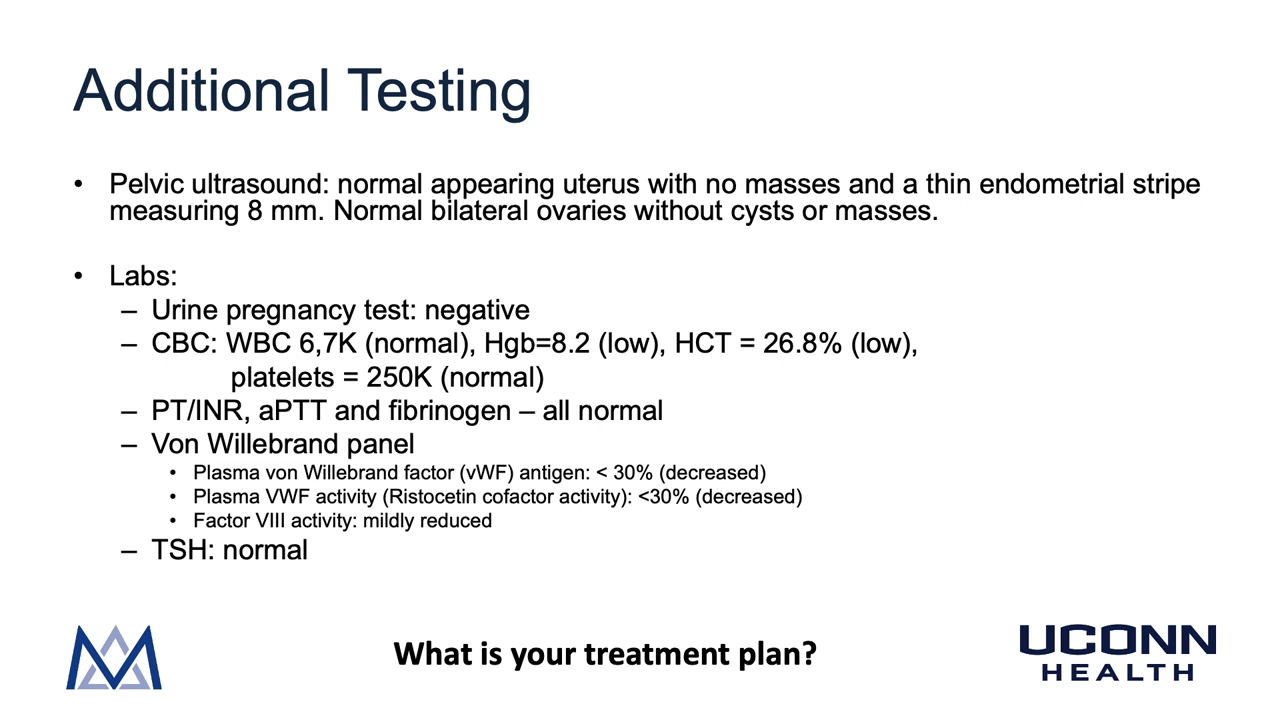 Additional Testing
• Pelvic ultrasound: normal appearing uterus with no masses and a thin endometrial stripe
measuring 8 mm. Normal bilateral ovaries without cysts or masses.
• Labs:
– Urine pregnancy test: negative
– CBC: WBC 6,7K (normal), Hgb=8.2 (low), HCT = 26.8% (low),
platelets = 250K (normal)
– PT/INR, aPTT and fibrinogen – all normal
– Von Willebrand panel
• Plasma von Willebrand factor (vWF) antigen: < 30% (decreased)
• Plasma VWF activity (Ristocetin cofactor activity): <30% (decreased)
• Factor VIII activity: mildly reduced
– TSH: normal
What is your treatment plan?
UCONN
HEALTH